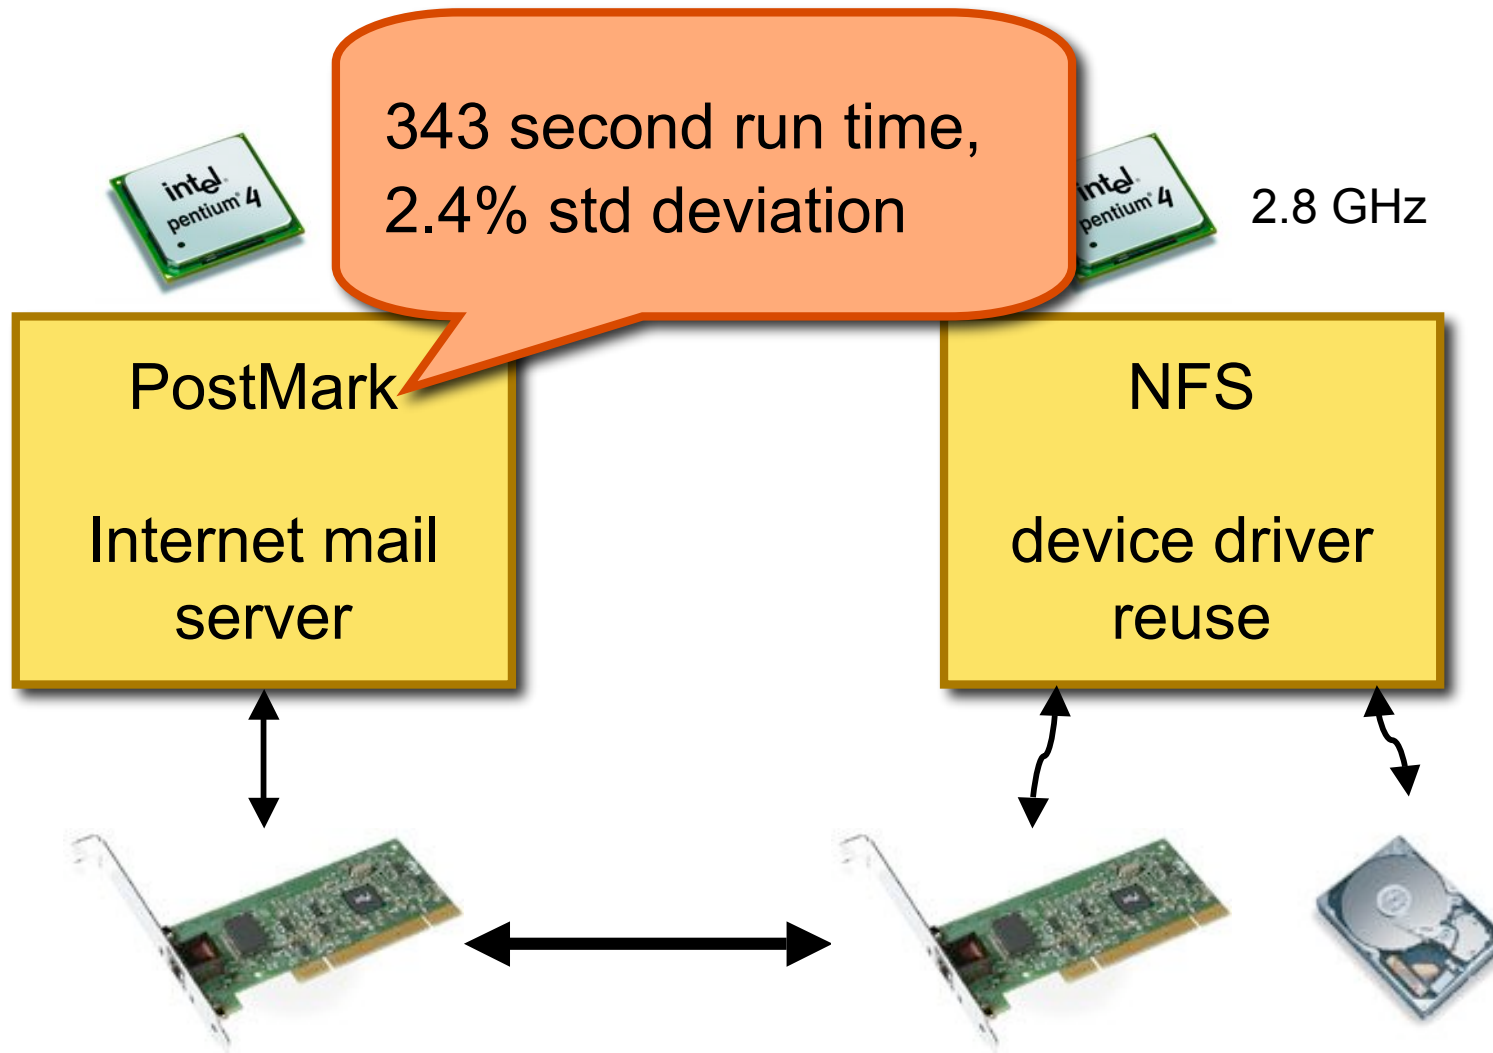 343 second run time,
2.4% std deviation
intel
pentium 4
intel
pentium 4
2.8 GHz
PostMark
Internet mail
server
NFS
device driver
reuse